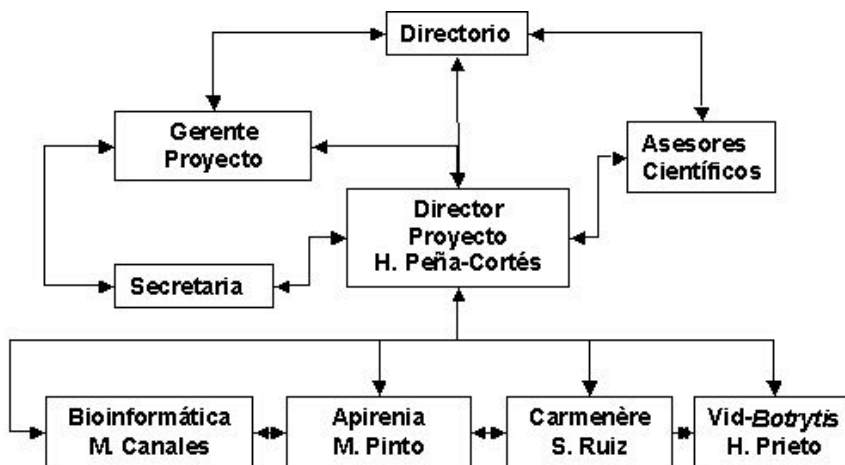 Directorio
Gerente
Proyecto
Asesores
Científicos
Director
Proyecto
H. Peña-Cortés
Secretaria
Bioinformática
M. Canales
Apirenia
M. Pinto
Carmenère
S. Ruiz
Vid-Botrytis
H. Prieto